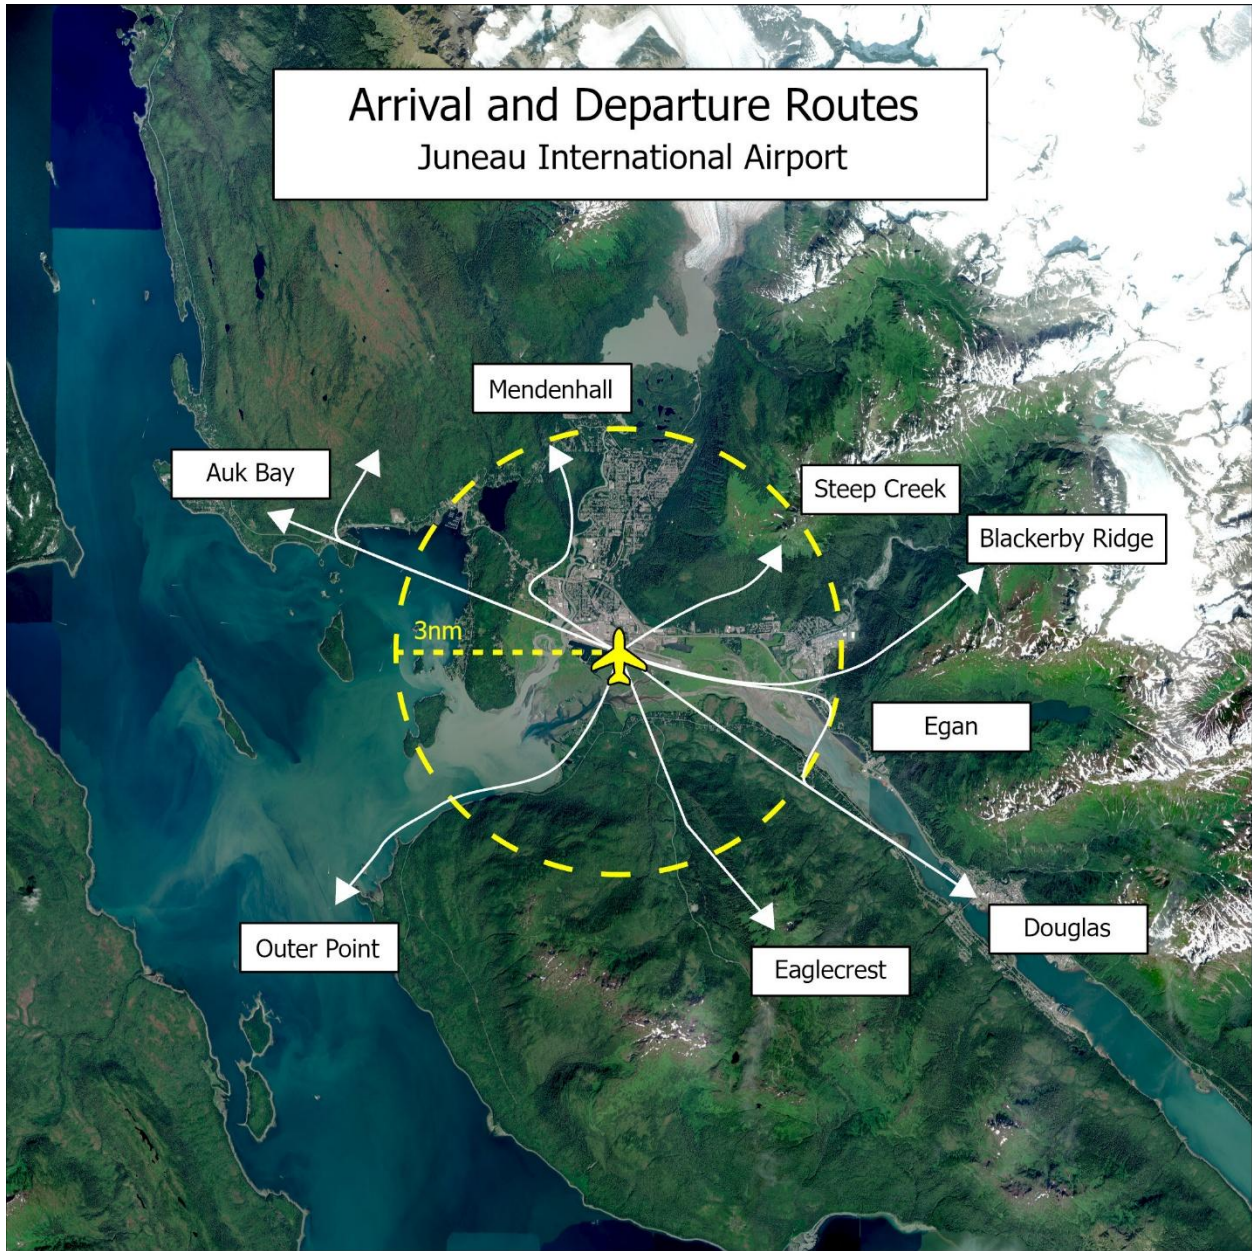 Arrival and Departure Routes
Juneau International Airport
Mendenhall
Auk Bay
Steep Creek
Blackerby Ridge
3nm
Egan
Douglas
Outer Point
Eaglecrest